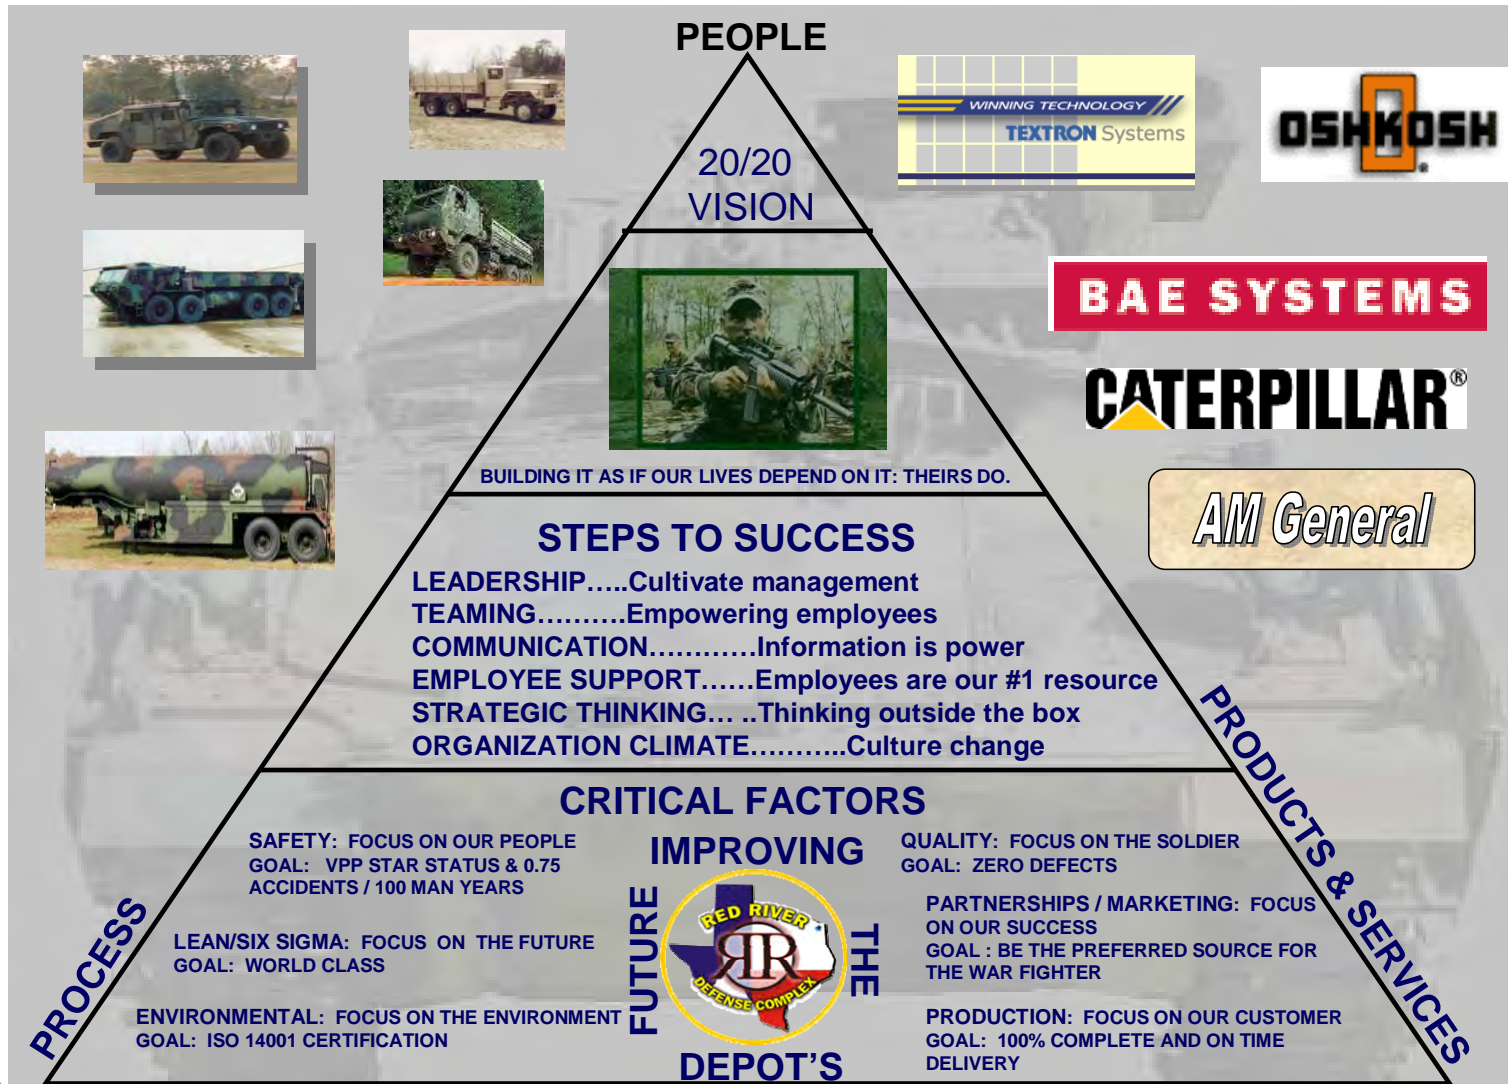 PEOPLE
20/20
VISION
WINNING TECHNOLOGY
TEXTRON Systems
OSHKOSH
®
BAE SYSTEMS
CATERPILLAR®
AM General
BUILDING IT AS IF OUR LIVES DEPEND ON IT: THEIRS DO.
STEPS TO SUCCESS
LEADERSHIP…..Cultivate management
TEAMING……….Empowering employees
COMMUNICATION…………Information is power
EMPLOYEE SUPPORT……Employees are our #1 resource
STRATEGIC THINKING… ..Thinking outside the box
ORGANIZATION CLIMATE………..Culture change
CRITICAL FACTORS
SAFETY: FOCUS ON OUR PEOPLE
GOAL: VPP STAR STATUS & 0.75
ACCIDENTS / 100 MAN YEARS
LEAN/SIX SIGMA: FOCUS ON THE FUTURE
GOAL: WORLD CLASS
ENVIRONMENTAL: FOCUS ON THE ENVIRONMENT
GOAL: ISO 14001 CERTIFICATION
IMPROVING
THE
DEPOT'S
FUTURE
RED RIVER
RR
DEFENSE COMPLEX
QUALITY: FOCUS ON THE SOLDIER
GOAL: ZERO DEFECTS
PARTNERSHIPS / MARKETING: FOCUS
ON OUR SUCCESS
GOAL : BE THE PREFERRED SOURCE FOR
THE WAR FIGHTER
PRODUCTION: FOCUS ON OUR CUSTOMER
GOAL: 100% COMPLETE AND ON TIME
DELIVERY
PROCESS
PRODUCTS & SERVICES